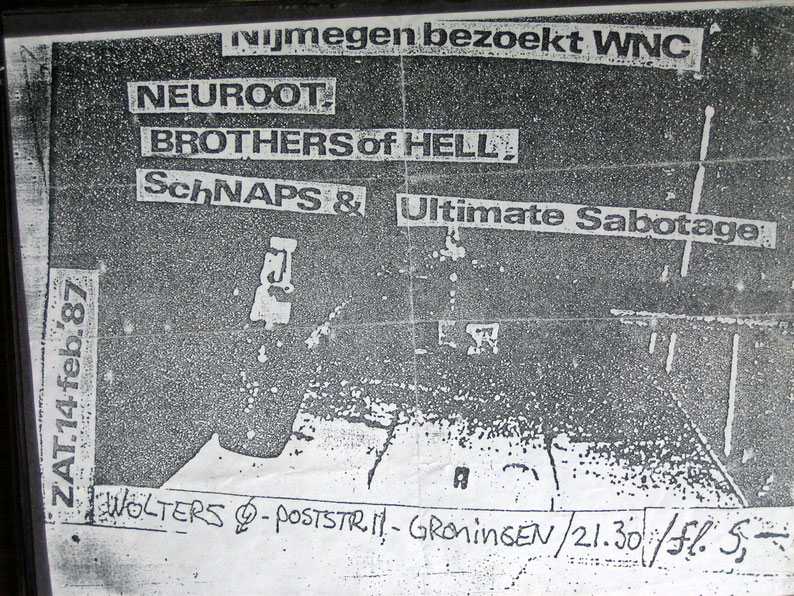 Nijmegen bezoekt WNC
NEUROOT,
BROTHERS of HELL,
SchNAPS & Ultimate Sabotage
ZAT. 14 feb. '87
WOLTERS - POSTSTR 11 - GRONINGEN / 21.30 / fl. 5,-